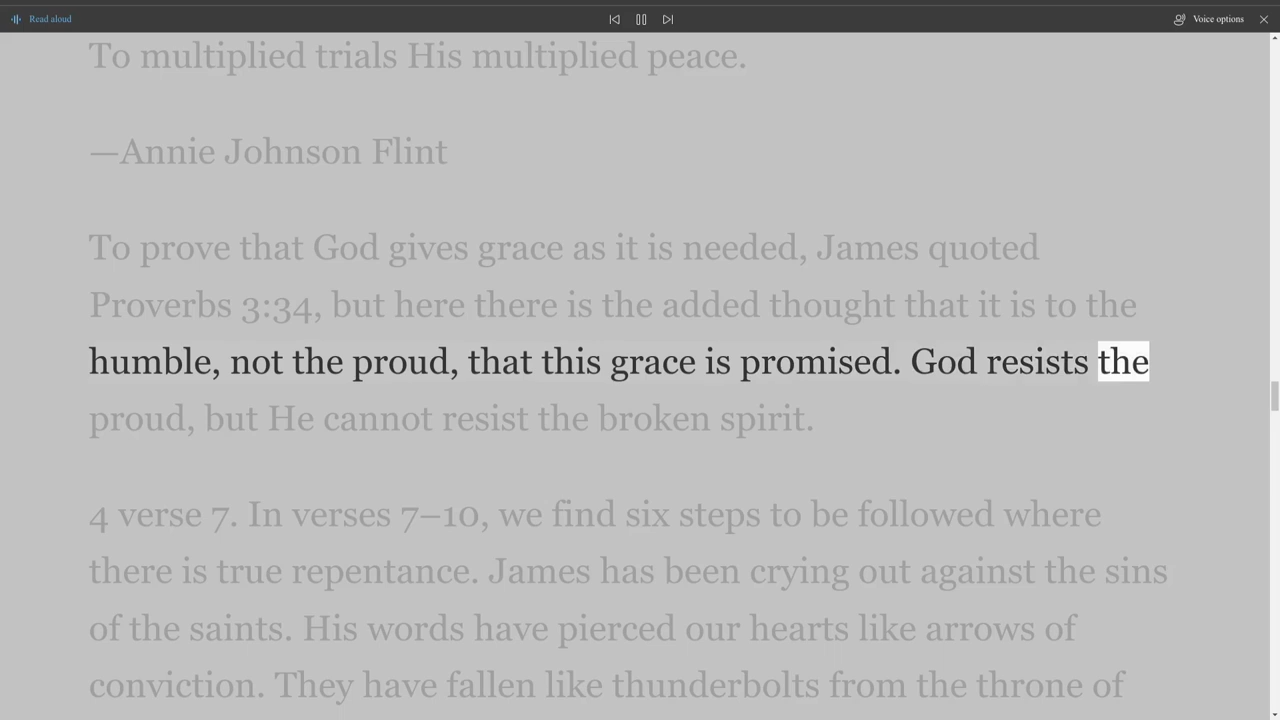 Read aloud
Voice options
To multiplied trials His multiplied peace.
—Annie Johnson Flint
To prove that God gives grace as it is needed, James quoted
Proverbs 3:34, but here there is the added thought that it is to the
humble, not the proud, that this grace is promised. God resists the
proud, but He cannot resist the broken spirit.
4 verse 7. In verses 7–10, we find six steps to be followed where
there is true repentance. James has been crying out against the sins
of the saints. His words have pierced our hearts like arrows of
conviction. They have fallen like thunderbolts from the throne of